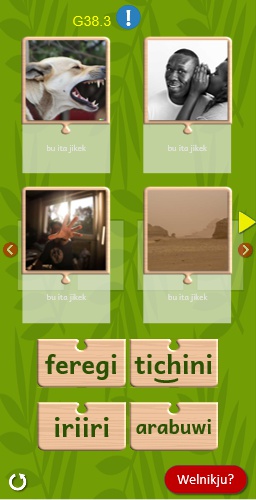 G38.3 !
bu ita jikek
bu ita jikek
bu ita jikek
bu ita jikek
feregi
tichini
iriiri
arabuwi
Welnikju?